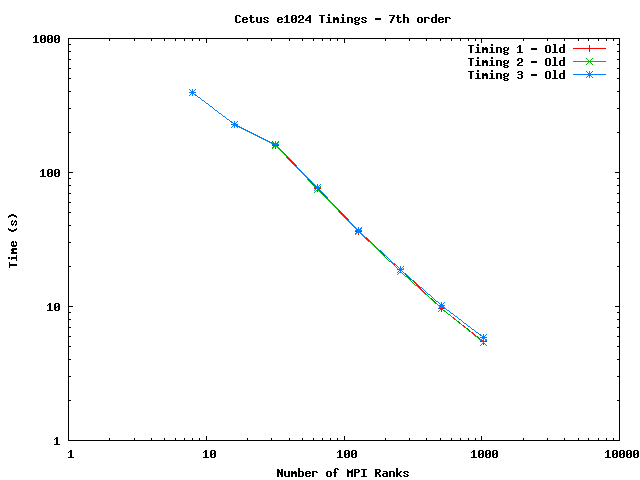 Cetus e1024 Timings - 7th order
Timing 1 - Old
Timing 2 - Old
Timing 3 - Old
1000
100
10
1
Time (s)
1 10 100 1000 10000
Number of MPI Ranks